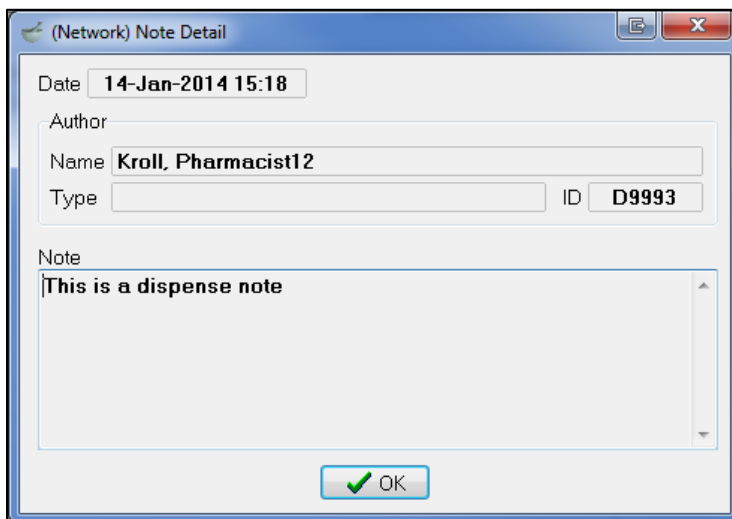 (Network) Note Detail
Date 14-Jan-2014 15:18
Author
Name Kroll, Pharmacist12
Type ID D9993
Note
This is a dispense note
OK